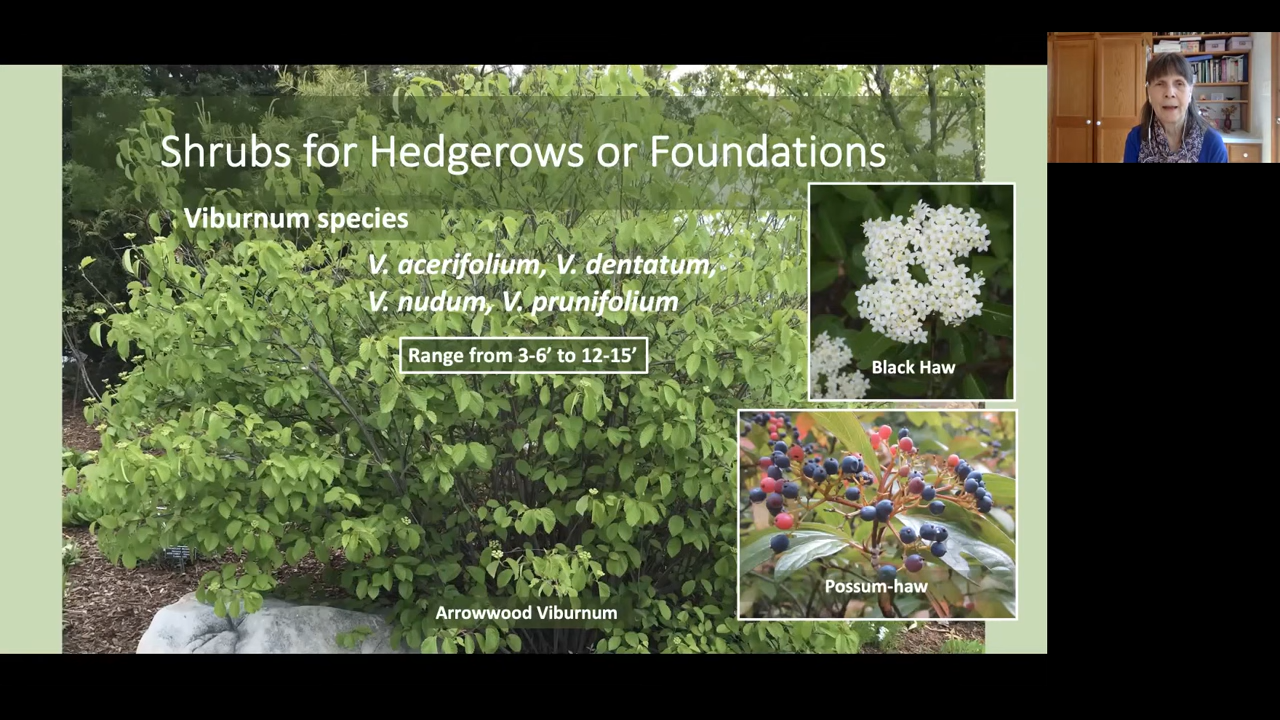 Shrubs for Hedgerows or Foundations
Viburnum species
V. acerifolium, V. dentatum,
V. nudum, V. prunifolium
Range from 3-6’ to 12-15’
Black Haw
Possum-haw
Arrowwood Viburnum